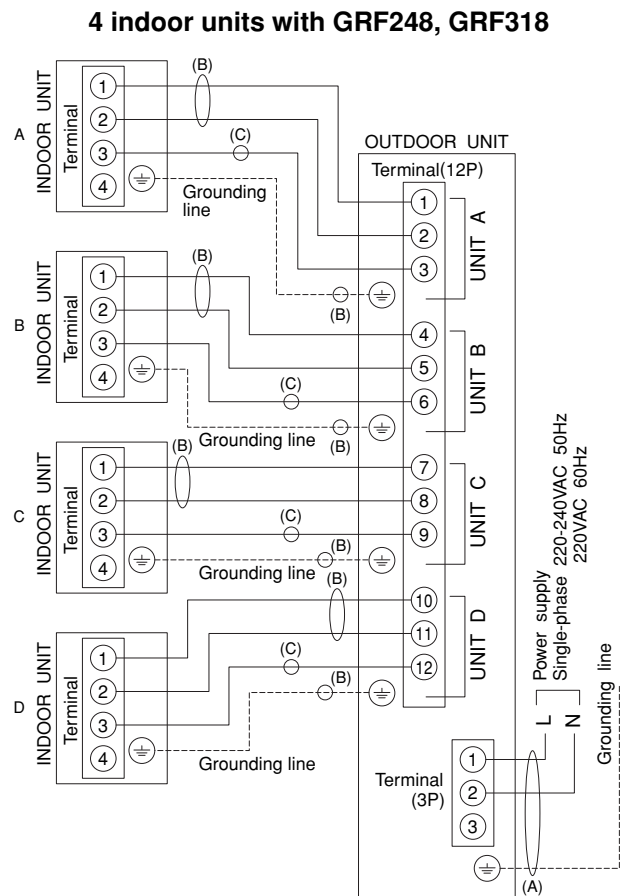 4 indoor units with GRF248, GRF318
A
INDOOR UNIT
Terminal
1
2
3
4
(B)
(C)
Grounding
line
(B)
OUTDOOR UNIT
Terminal(12P)
1
2
3
UNIT A
B
INDOOR UNIT
Terminal
1
2
3
4
(B)
(C)
Grounding line
(B)
4
5
6
UNIT B
C
INDOOR UNIT
Terminal
1
2
3
4
(B)
(C)
Grounding line
(B)
7
8
9
UNIT C
D
INDOOR UNIT
Terminal
1
2
3
4
(B)
(C)
Grounding line
(B)
10
11
12
UNIT D
Power supply
Single-phase 220-240VAC 50Hz
220VAC 60Hz
L
N
Grounding line
Terminal
(3P)
1
2
3
(A)